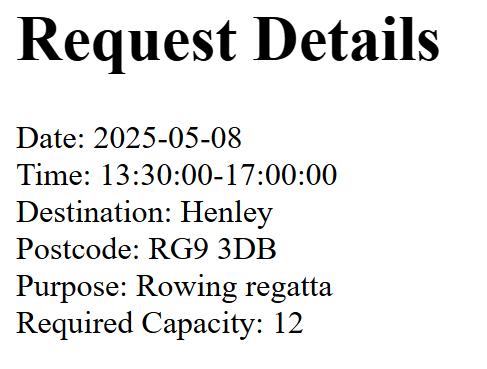 Request Details
Date: 2025-05-08
Time: 13:30:00-17:00:00
Destination: Henley
Postcode: RG9 3DB
Purpose: Rowing regatta
Required Capacity: 12